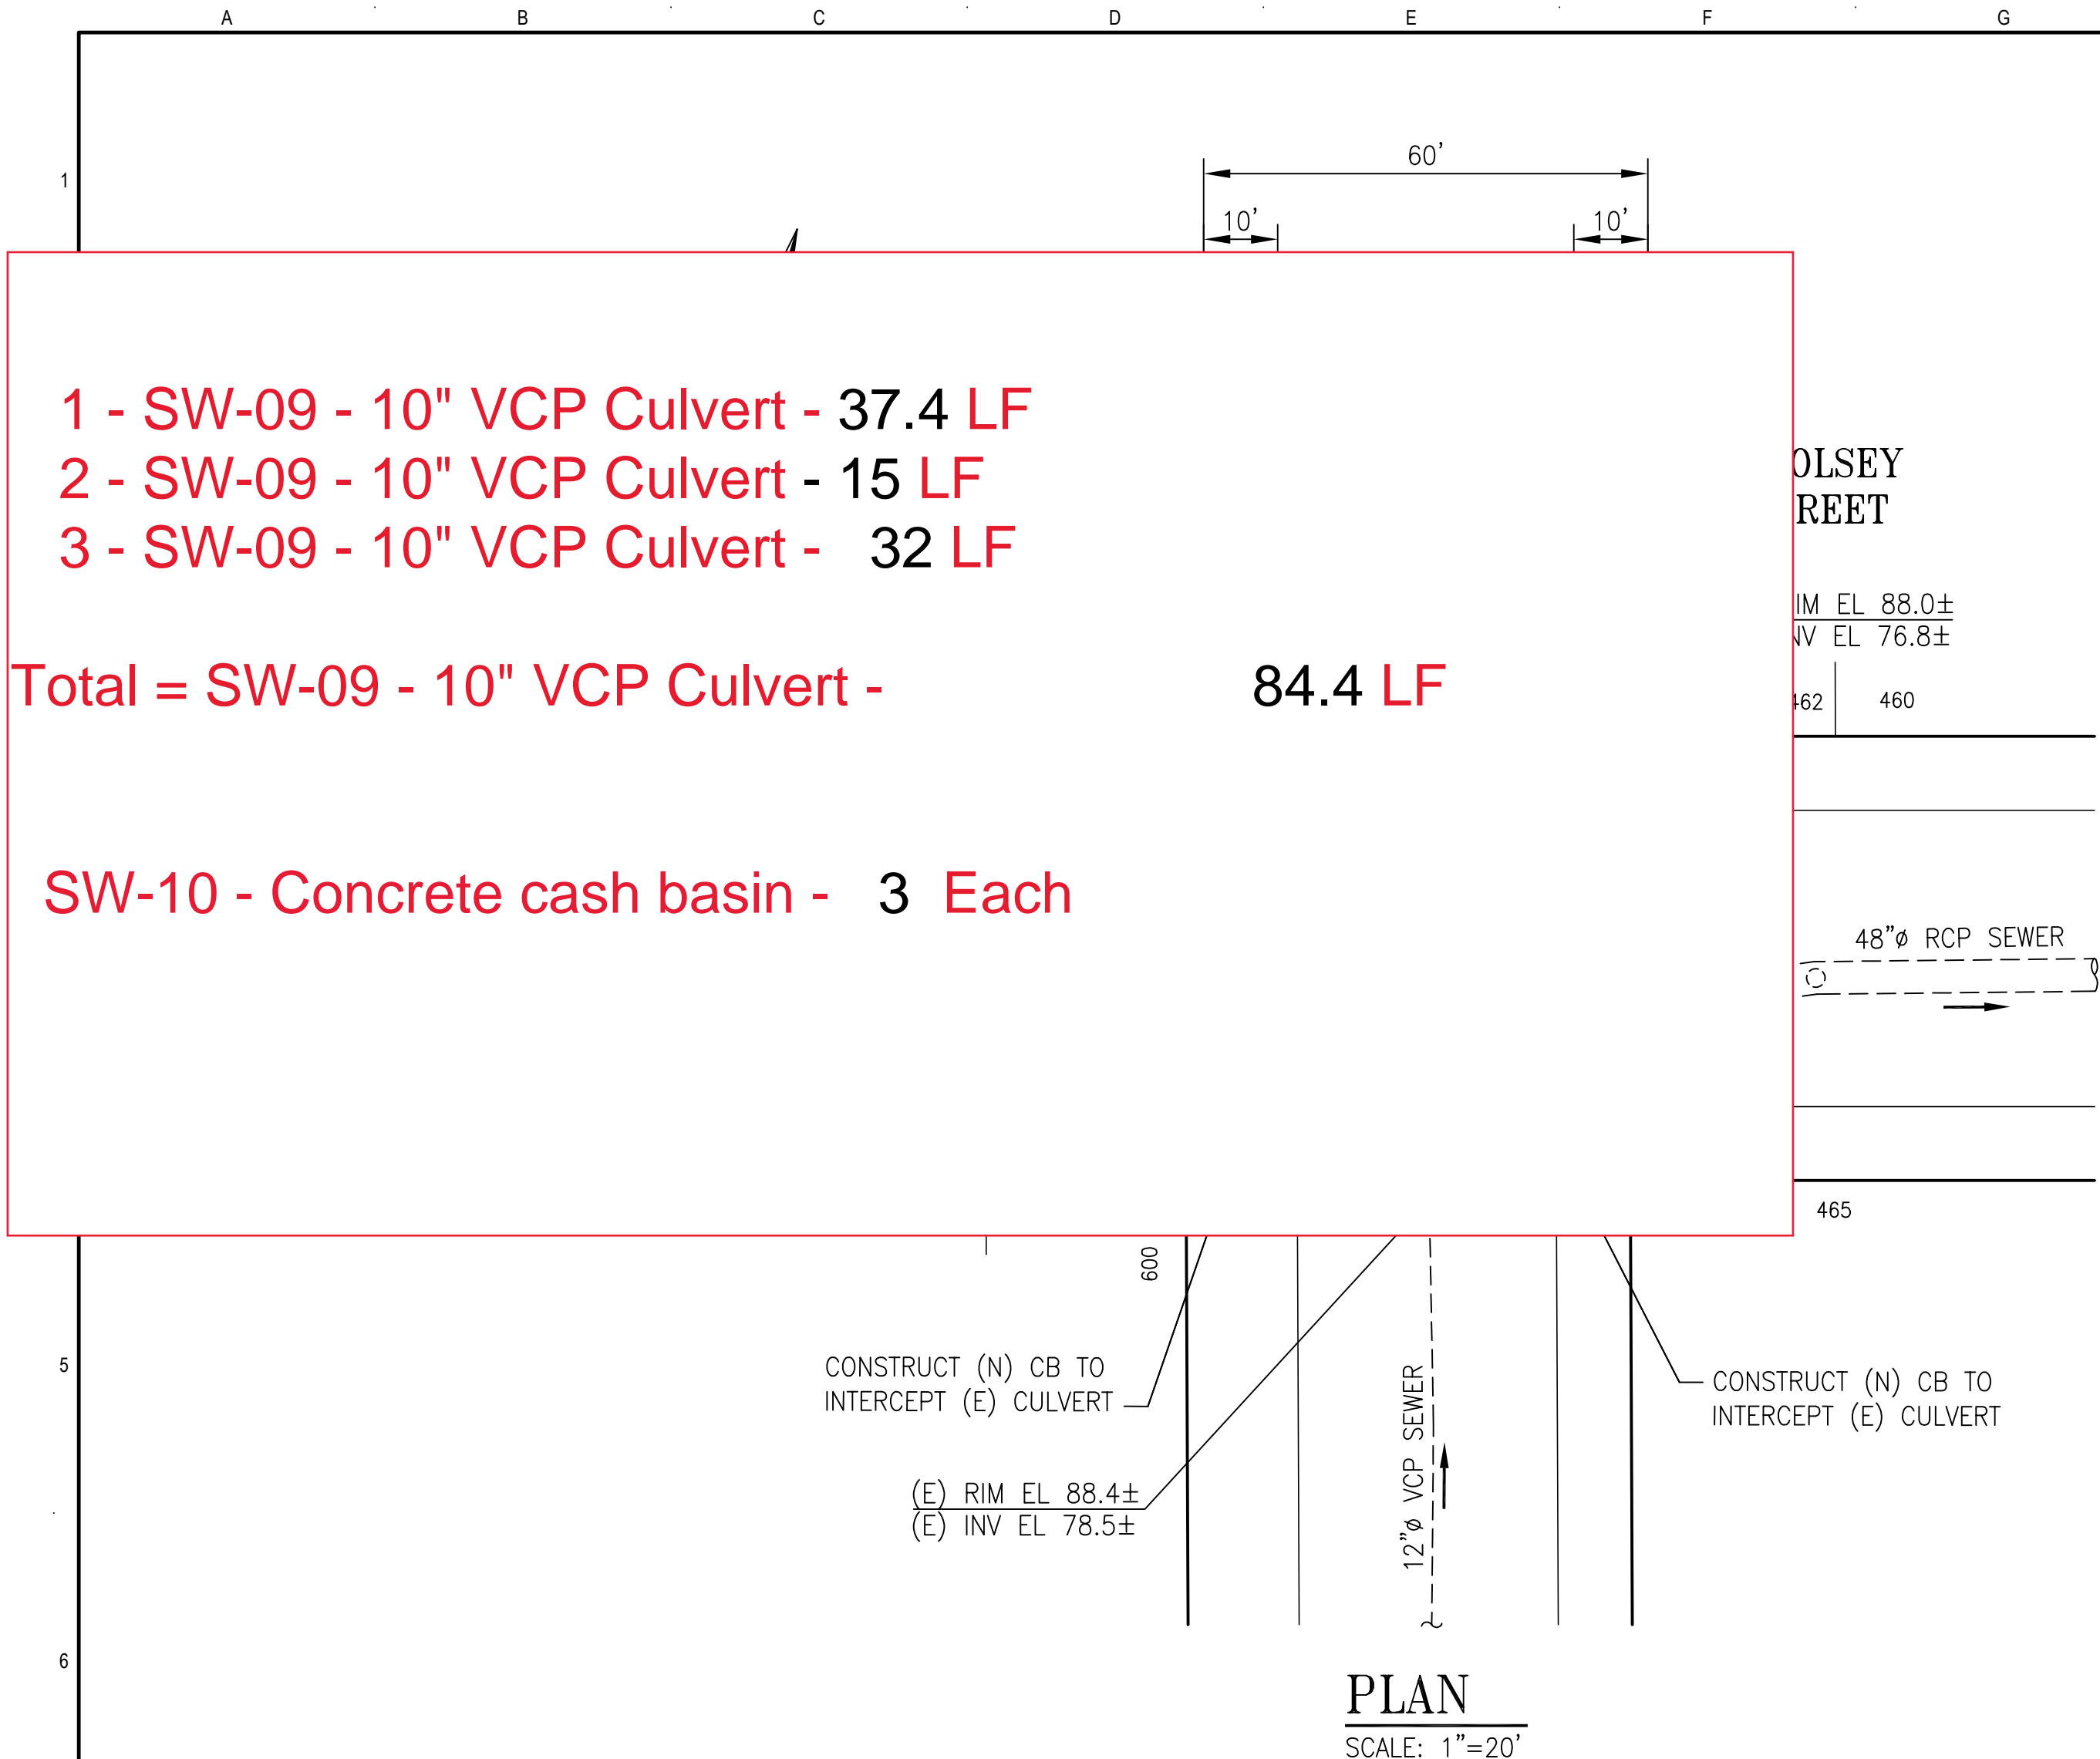 A B C D E F G
1
60'
10' 10'
1 - SW-09 - 10" VCP Culvert - 37.4 LF
2 - SW-09 - 10" VCP Culvert - 15 LF
3 - SW-09 - 10" VCP Culvert - 32 LF
OLSEY
REET
IM EL 88.0±
NV EL 76.8±
Total = SW-09 - 10" VCP Culvert - 84.4 LF
462 460
SW-10 - Concrete cash basin - 3 Each
48"ø RCP SEWER
465
600
5
CONSTRUCT (N) CB TO
INTERCEPT (E) CULVERT
CONSTRUCT (N) CB TO
INTERCEPT (E) CULVERT
12"ø VCP SEWER
(E) RIM EL 88.4±
(E) INV EL 78.5±
6
PLAN
SCALE: 1"=20'